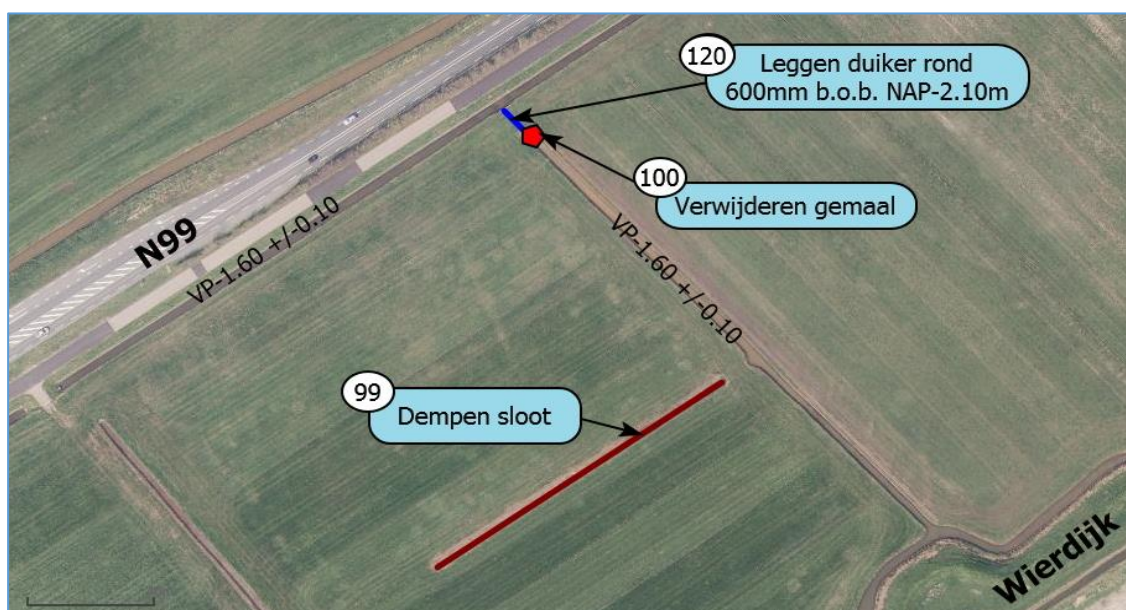 120
Leggen duiker rond
600mm b.o.b. NAP-2.10m
100
Verwijderen gemaal
N99
VP-1.60 +/-0.10
VP-1.60 +/-0.10
99
Dempen sloot
Wierdijk